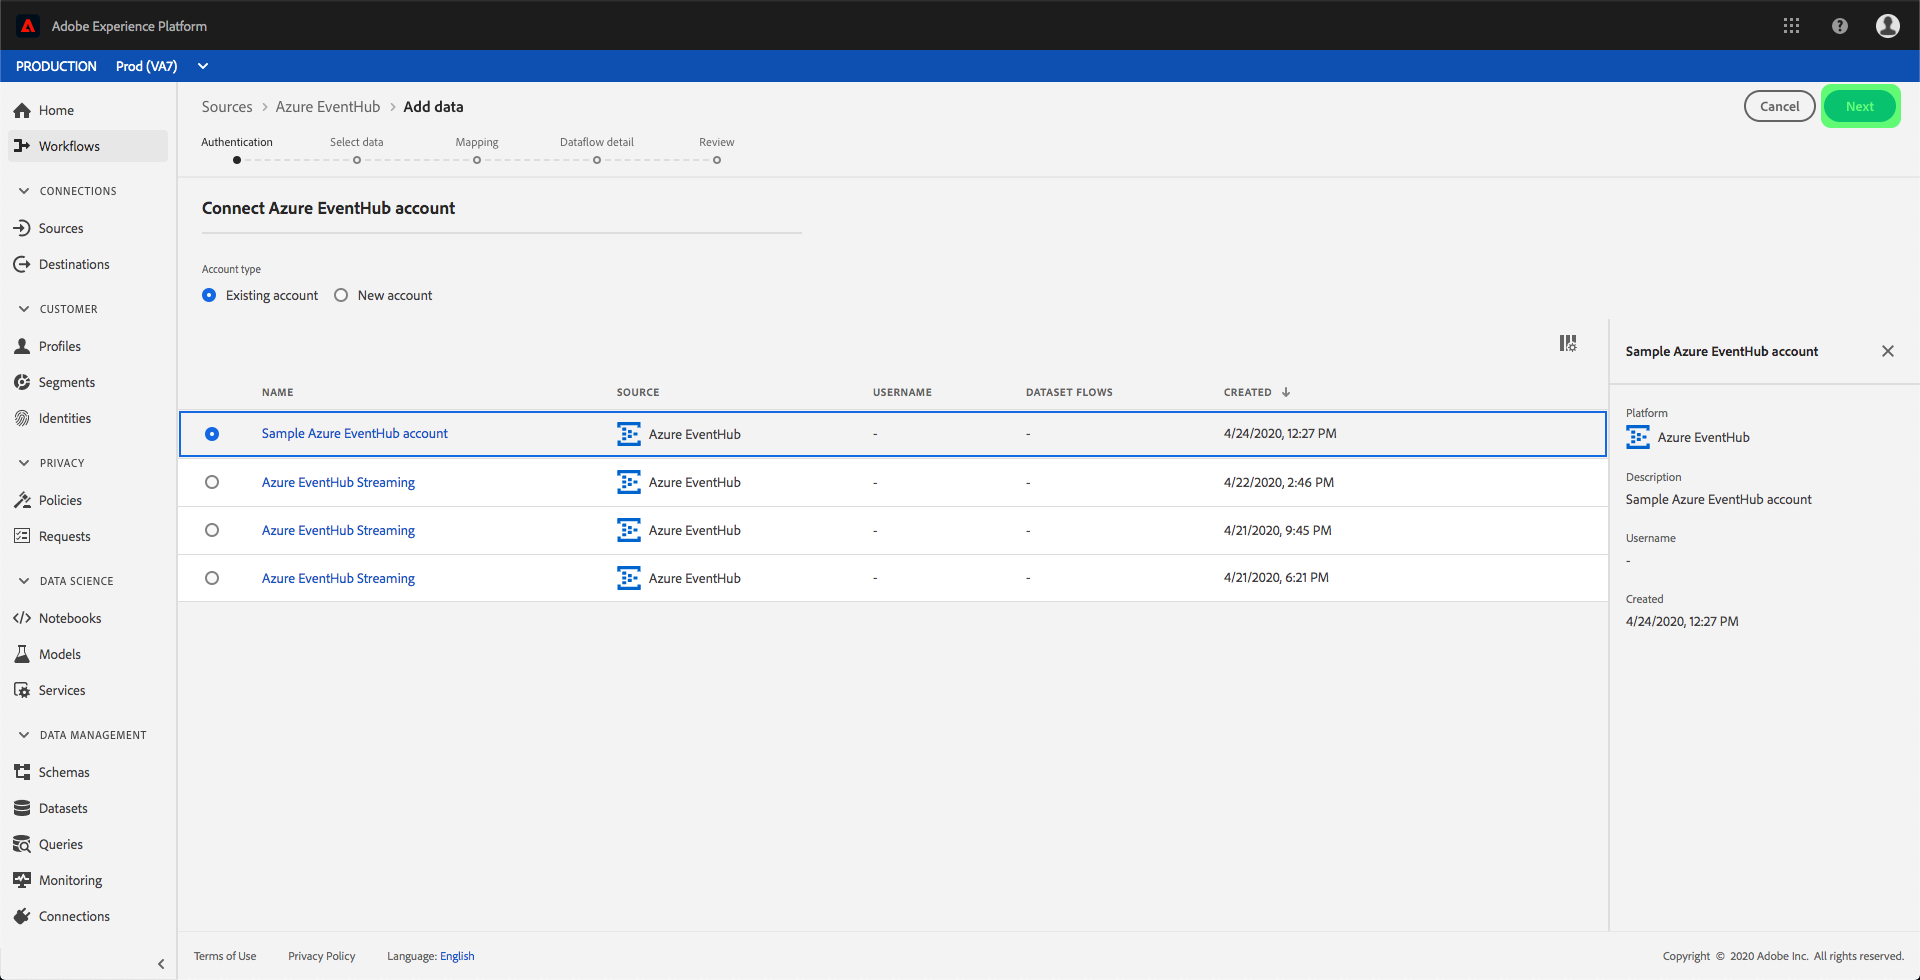 Adobe Experience Platform
PRODUCTION Prod (VA7)
Home
Workflows
CONNECTIONS
Sources
Destinations
CUSTOMER
Profiles
Segments
Identities
PRIVACY
Policies
Requests
DATA SCIENCE
Notebooks
Models
Services
DATA MANAGEMENT
Schemas
Datasets
Queries
Monitoring
Connections
Sources > Azure EventHub > Add data
Cancel Next
Authentication Select data Mapping Dataflow detail Review
Connect Azure EventHub account
Account type
Existing account New account
NAME SOURCE USERNAME DATASET FLOWS CREATED ↓
Sample Azure EventHub account Azure EventHub - - 4/24/2020, 12:27 PM
Azure EventHub Streaming Azure EventHub - - 4/22/2020, 2:46 PM
Azure EventHub Streaming Azure EventHub - - 4/21/2020, 9:45 PM
Azure EventHub Streaming Azure EventHub - - 4/21/2020, 6:21 PM
Sample Azure EventHub account
Platform
Azure EventHub
Description
Sample Azure EventHub account
Username
-
Created
4/24/2020, 12:27 PM
Terms of Use Privacy Policy Language: English
Copyright © 2020 Adobe Inc. All rights reserved.